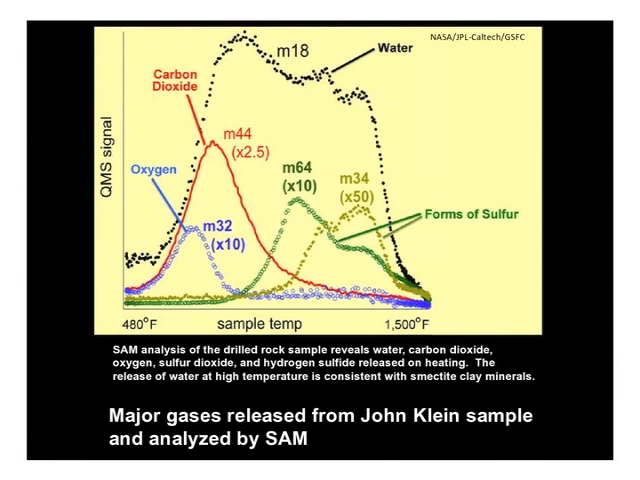 NASA/JPL-Caltech/GSFC
m18
Water
Carbon
Dioxide
m44
(x2.5)
Oxygen
m64
(x10)
m34
(x50)
m32
(x10)
Forms of Sulfur
QMS signal
480°F
sample temp
1,500°F
SAM analysis of the drilled rock sample reveals water, carbon dioxide,
oxygen, sulfur dioxide, and hydrogen sulfide released on heating. The
release of water at high temperature is consistent with smectite clay minerals.
Major gases released from John Klein sample
and analyzed by SAM